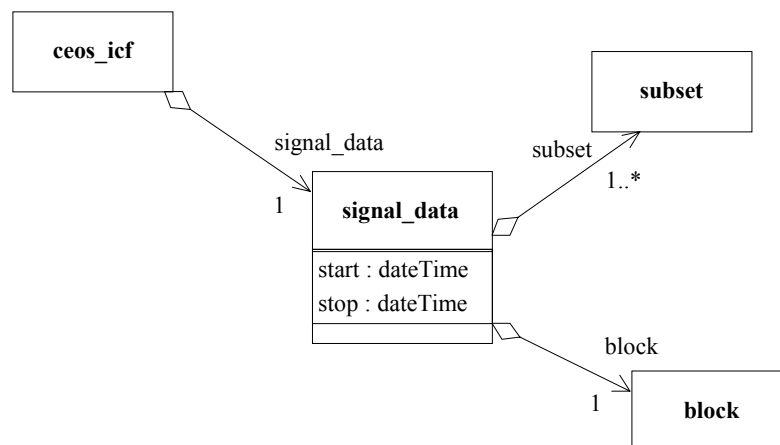 ceos_icf
subset
signal_data
subset
1
1..*
signal_data
start : dateTime
stop : dateTime
block
1
block